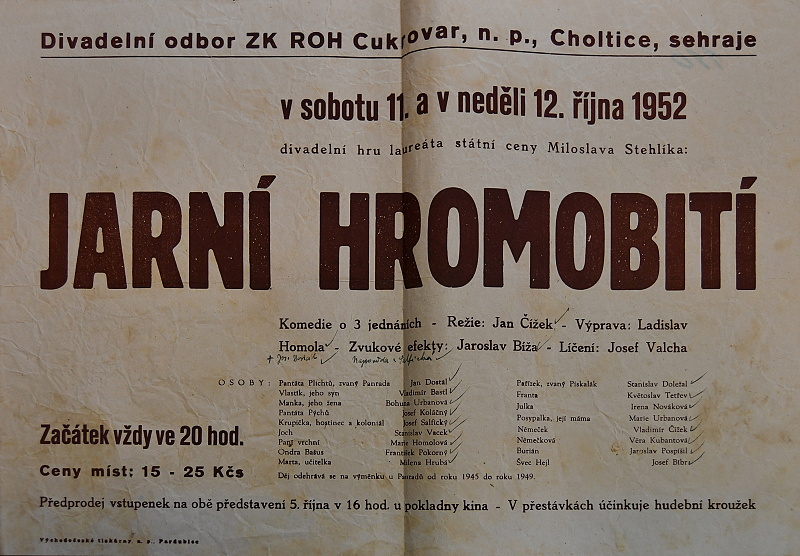 Divadelní odbor ZK ROH Cukrovar, n. p., Choltice, sehraje
v sobotu 11. a v neděli 12. října 1952
divadelní hru laureáta státní ceny Miloslava Stehlíka:
JARNÍ HROMOBITÍ
Komedie o 3 jednáních - Režie: Jan Čížek - Výprava: Ladislav
Homola - Zvukové efekty: Jaroslav Bíža - Líčení: Josef Valcha
OSOBY: Pantáta Plichtů, zvaný Panrada Jan Dostál Pařízek, zvaný Pískalák Stanislav Doležal
Vlastík, jeho syn Vladimír Bastl Franta Květoslav Tetřev
Manka, jeho žena Bohuna Urbanová Julka Irena Nováková
Pantáta Pýchů Josef Koláčný Posypalka, její máma Marie Urbanová
Krupička, hostinec a koloniál Josef Salfický Němeček Vladimír Čížek
Joch Stanislav Vacek Němečková Věra Kubantová
Paní vrchní Marie Homolová Burián Jaroslav Pospíšil
Ondra Bašus František Pokorný Švec Hejl Josef Bíbr
Marta, učitelka Milena Hrubá
Děj odehrává se na výměnku u Panradů od roku 1945 do roku 1949.
Začátek vždy ve 20 hod.
Ceny míst: 15 - 25 Kčs
Předprodej vstupenek na obě představení 5. října v 16 hod. u pokladny kina - V přestávkách účinkuje hudební kroužek
Východočeské tiskárny, n. p., Pardubice